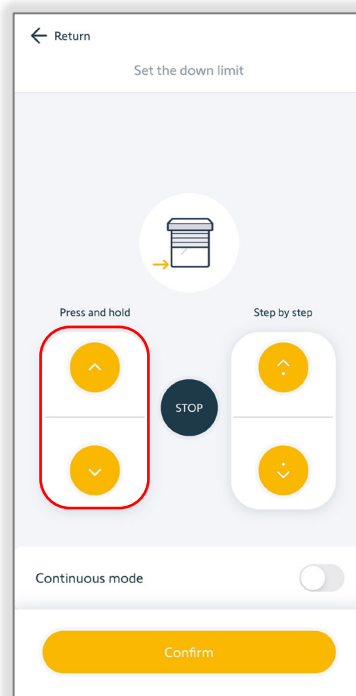 Return
Set the down limit
Press and hold
Step by step
STOP
Continuous mode
Confirm